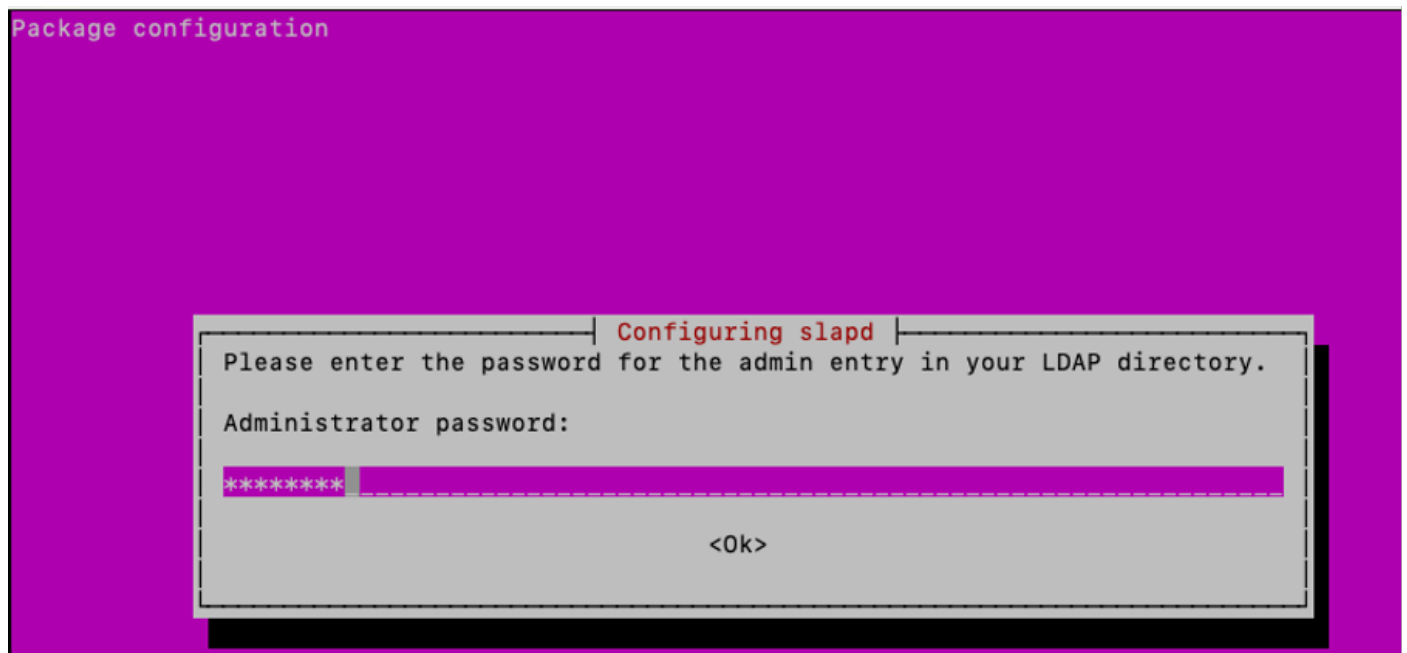 Package configuration
Configuring slapd
Please enter the password for the admin entry in your LDAP directory.
Administrator password:
********
<Ok>